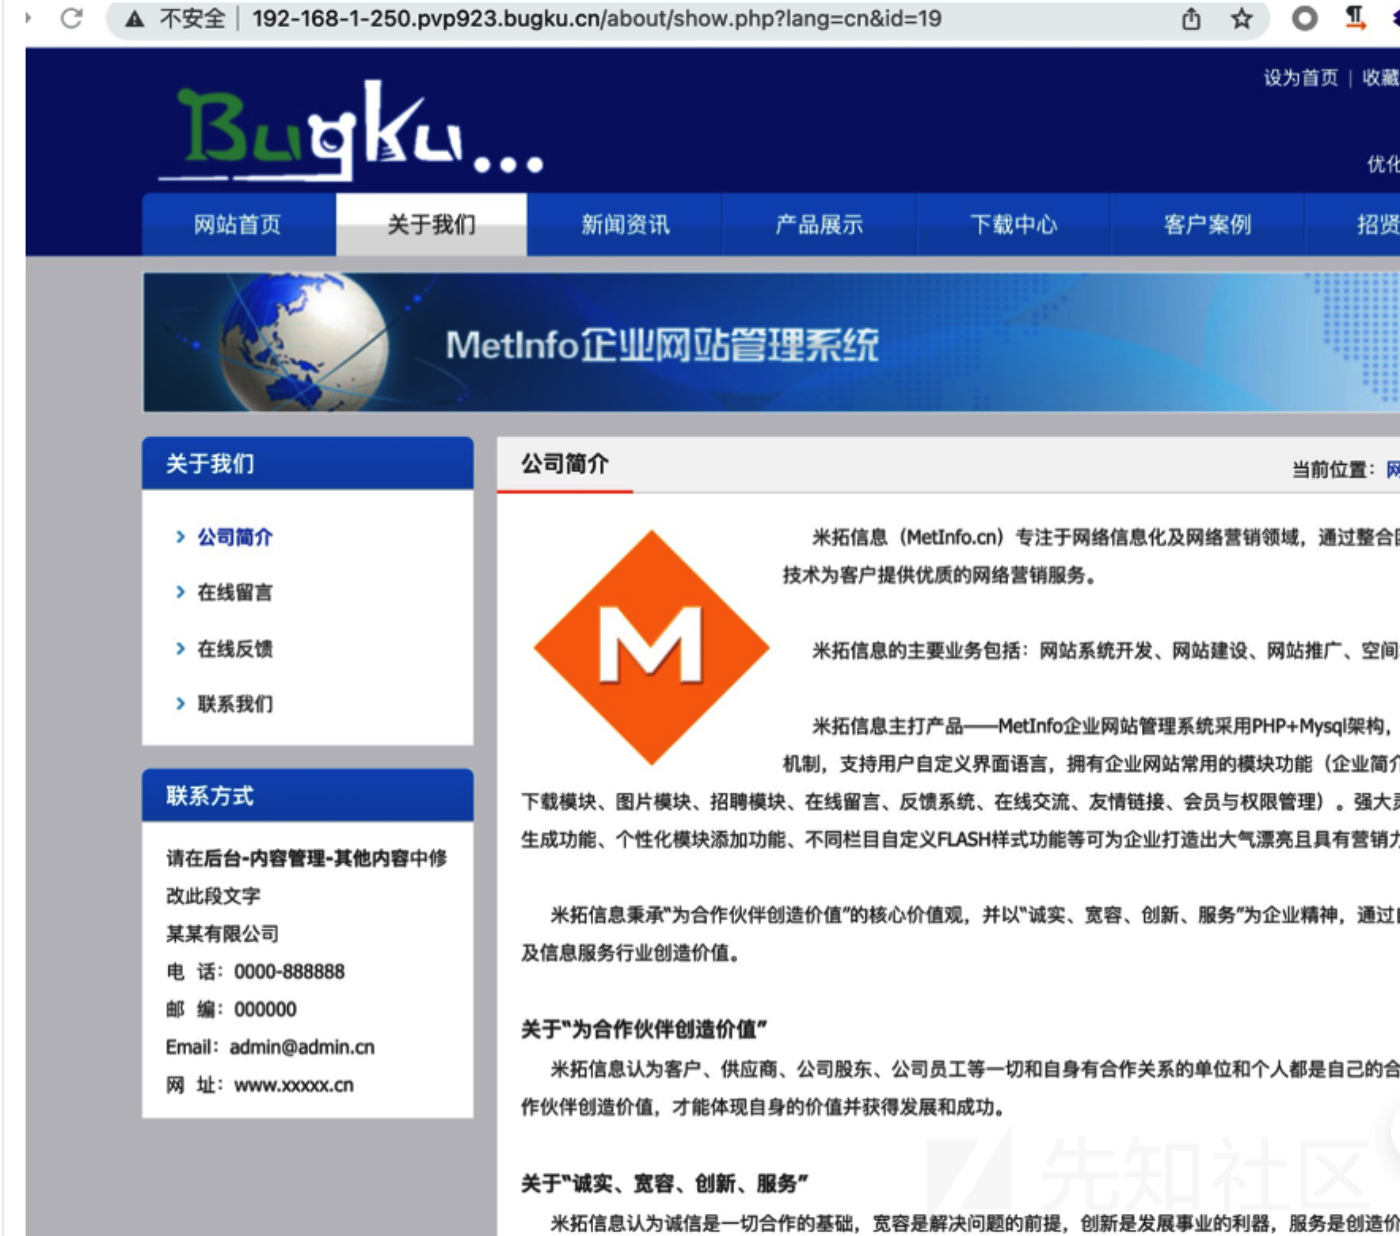 不安全 192-168-1-250.pvp923.bugku.cn/about/show.php?lang=cn&id=19
设为首页 | 收藏
Bugku...
优化
网站首页 关于我们 新闻资讯 产品展示 下载中心 客户案例 招贤
MetInfo企业网站管理系统
关于我们
公司简介
在线留言
在线反馈
联系我们
联系方式
请在后台-内容管理-其他内容中修
改此段文字
某某有限公司
电 话：0000-888888
邮 编：000000
Email：admin@admin.cn
网 址：www.xxxxx.cn
公司简介
当前位置：网
M
米拓信息（MetInfo.cn）专注于网络信息化及网络营销领域，通过整合
技术为客户提供优质的网络营销服务。
米拓信息的主要业务包括：网站系统开发、网站建设、网站推广、空间
米拓信息主打产品——MetInfo企业网站管理系统采用PHP+Mysql架构，
机制，支持用户自定义界面语言，拥有企业网站常用的模块功能（企业简介
下载模块、图片模块、招聘模块、在线留言、反馈系统、在线交流、友情链接、会员与权限管理）。强大
生成功能、个性化模块添加功能、不同栏目自定义FLASH样式功能等可为企业打造出大气漂亮且具有营销力
米拓信息秉承“为合作伙伴创造价值”的核心价值观，并以“诚实、宽容、创新、服务”为企业精神，通过
及信息服务行业创造价值。
关于“为合作伙伴创造价值”
米拓信息认为客户、供应商、公司股东、公司员工等一切和自身有合作关系的单位和个人都是自己的合
作伙伴创造价值，才能体现自身的价值并获得发展和成功。
关于“诚实、宽容、创新、服务”
米拓信息认为诚信是一切合作的基础，宽容是解决问题的前提，创新是发展事业的利器，服务是创造价
先知社区